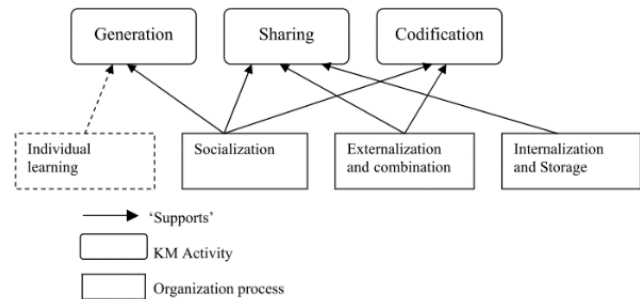 Generation
Sharing
Codification
Individual
learning
Socialization
Externalization
and combination
Internalization
and Storage
‘Supports’
KM Activity
Organization process